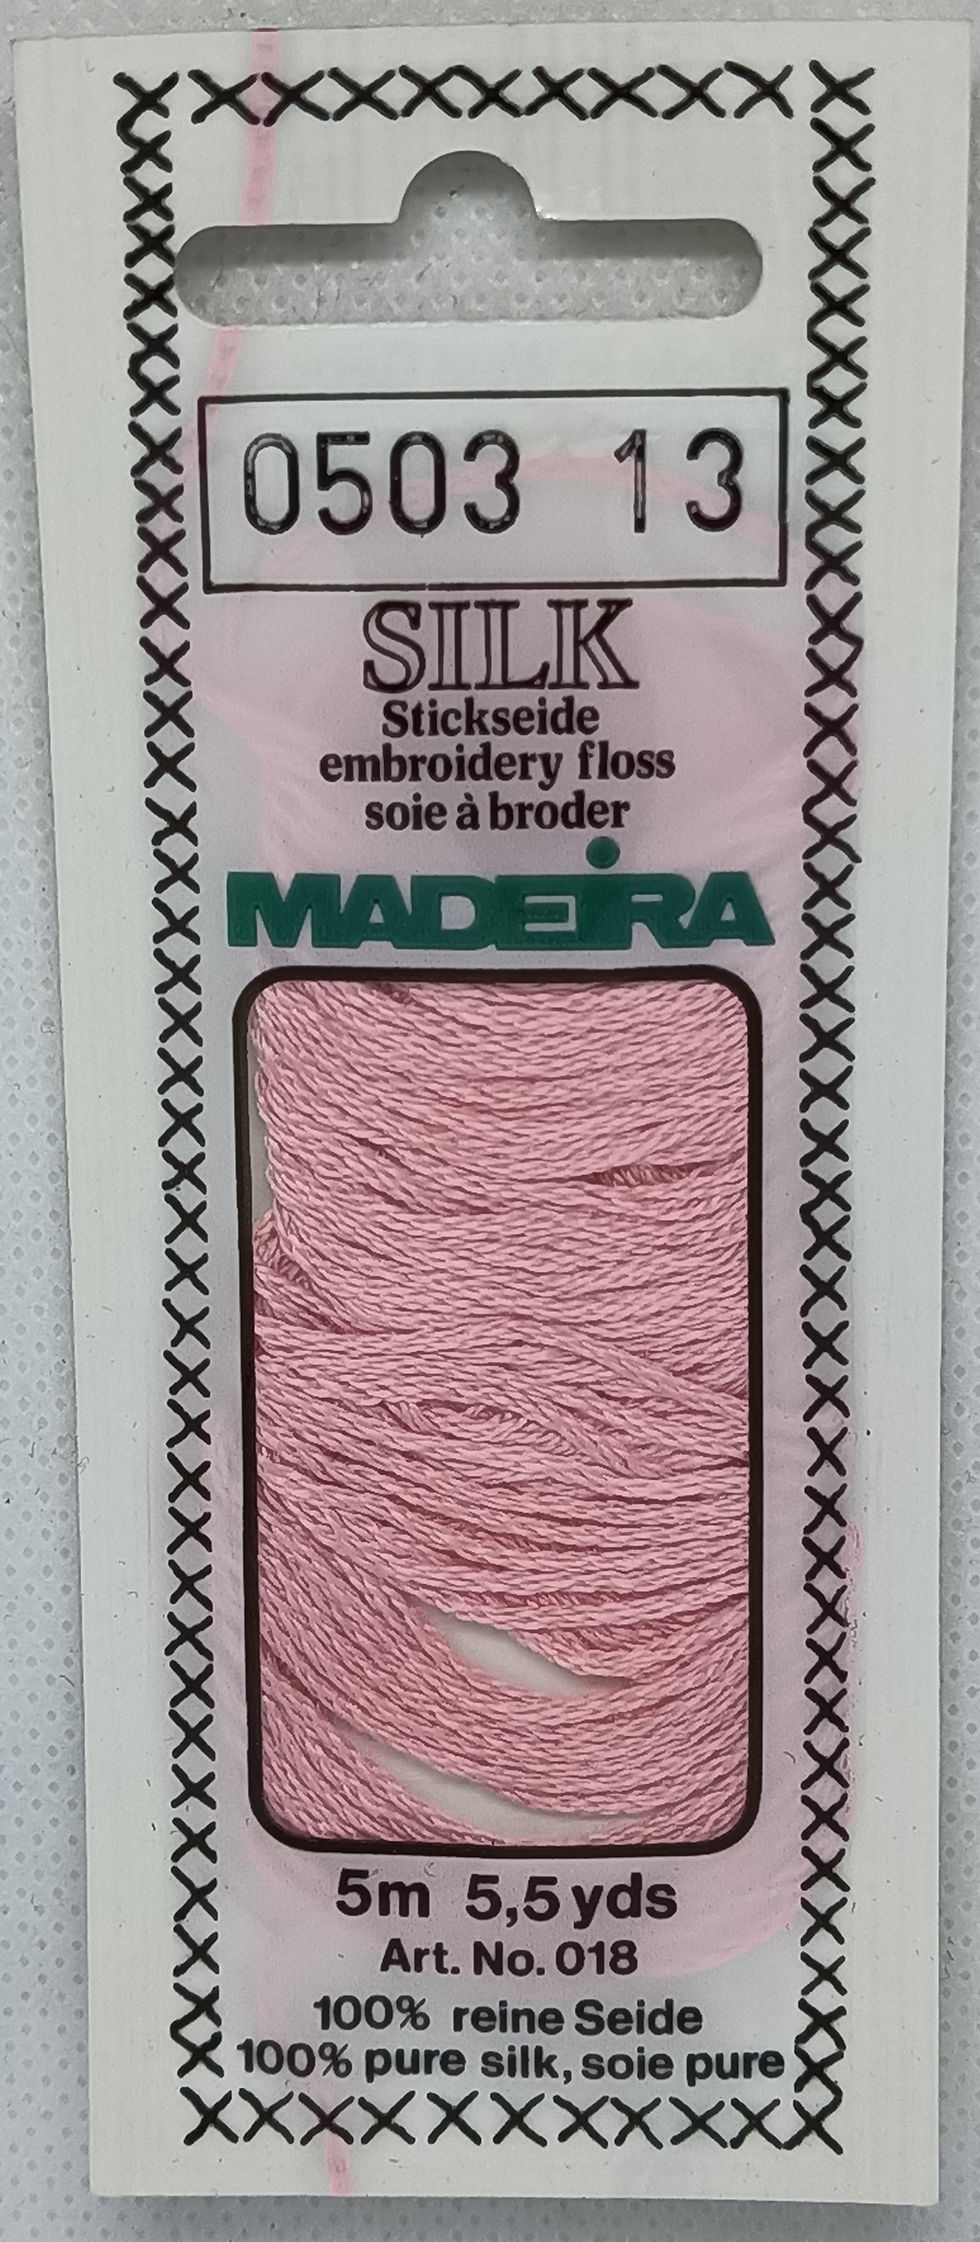 0503 13
SILK
Stickseide
embroidery floss
soie à broder
MADEIRA
5m 5,5 yds
Art. No. 018
100% reine Seide
100% pure silk, soie pure